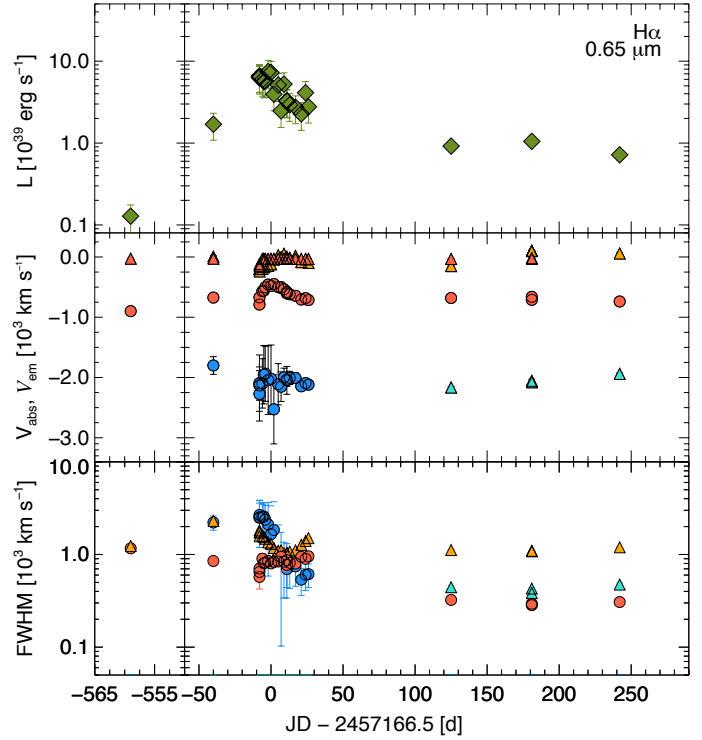 Hα
0.65 μm
L [10³⁹ erg s⁻¹]
10.0
1.0
0.1
V_abs, V_em [10³ km s⁻¹]
0.0
−1.0
−2.0
−3.0
FWHM [10³ km s⁻¹]
10.0
1.0
0.1
−565 −555 −50 0 50 100 150 200 250
JD − 2457166.5 [d]